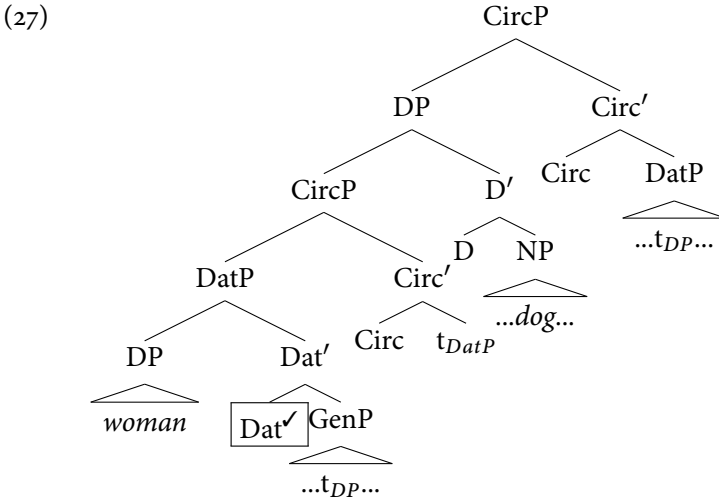 (27)
CircP
DP Circ′
CircP D′ Circ DatP
DatP Circ′ D NP ...t_DP...
DP Dat′ Circ t_DatP ...dog...
woman Dat✓ GenP
...t_DP...